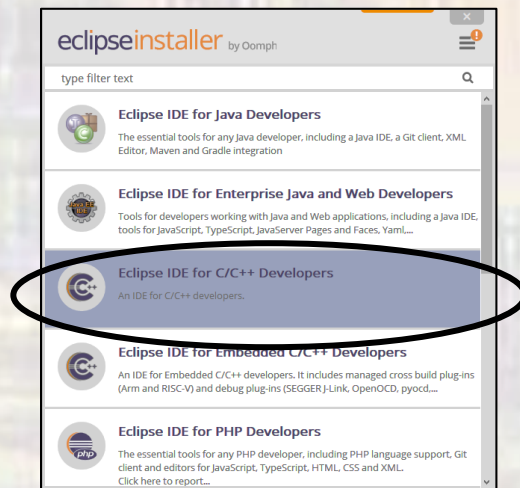 eclipseinstaller by Oomph
type filter text
Eclipse IDE for Java Developers
The essential tools for any Java developer, including a Java IDE, a Git client, XML
Editor, Maven and Gradle integration
Java EE
IDE
Eclipse IDE for Enterprise Java and Web Developers
Tools for developers working with Java and Web applications, including a Java IDE,
tools for JavaScript, TypeScript, JavaServer Pages and Faces, Yaml,...
C++
Eclipse IDE for C/C++ Developers
An IDE for C/C++ developers.
C++
Eclipse IDE for Embedded C/C++ Developers
An IDE for Embedded C/C++ developers. It includes managed cross build plug-ins
(Arm and RISC-V) and debug plug-ins (SEGGER J-Link, OpenOCD, pyocd,...
php
Eclipse IDE for PHP Developers
The essential tools for any PHP developer, including PHP language support, Git
client and editors for JavaScript, TypeScript, HTML, CSS and XML.
Click here to report...